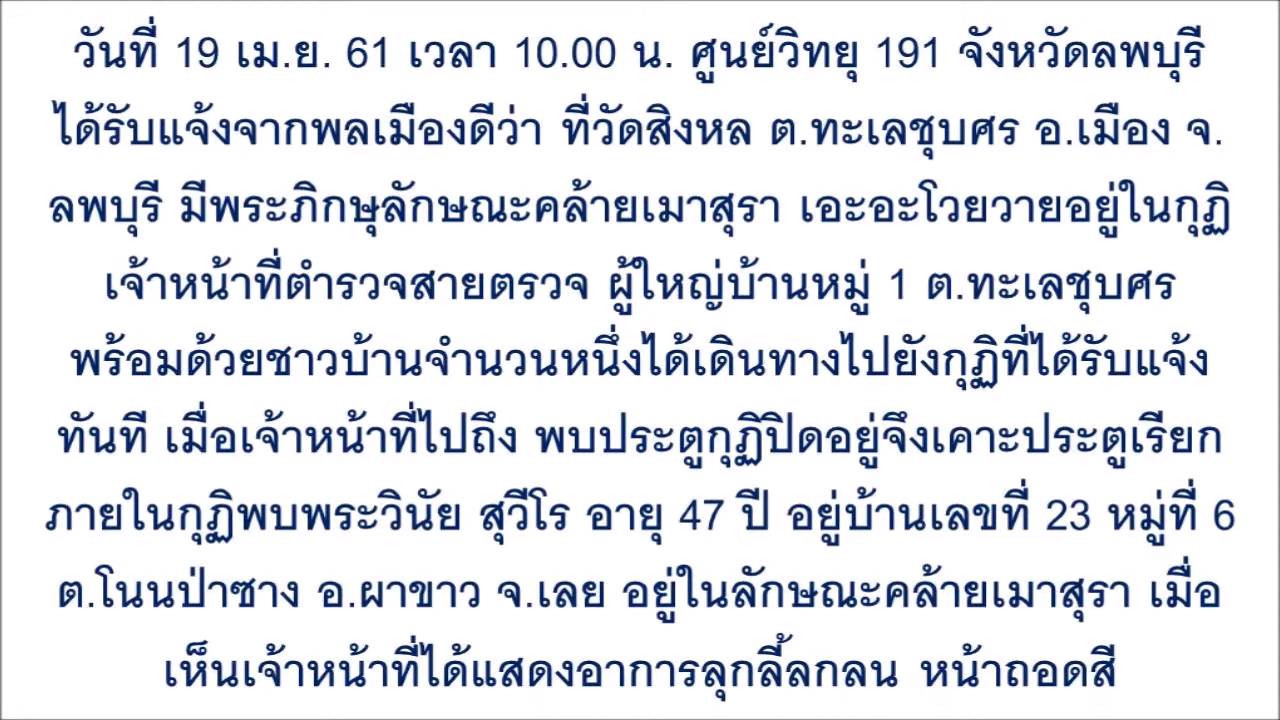 วันที่ 19 เม.ย. 61 เวลา 10.00 น. ศูนย์วิทยุ 191 จังหวัดลพบุรี
ได้รับแจ้งจากพลเมืองดีว่า ที่วัดสิงหล ต.ทะเลชุบศร อ.เมือง จ.
ลพบุรี มีพระภิกษุลักษณะคล้ายเมาสุรา เอะอะโวยวายอยู่ในกุฏิ
เจ้าหน้าที่ตำรวจสายตรวจ ผู้ใหญ่บ้านหมู่ 1 ต.ทะเลชุบศร
พร้อมด้วยชาวบ้านจำนวนหนึ่งได้เดินทางไปยังกุฏิที่ได้รับแจ้ง
ทันที เมื่อเจ้าหน้าที่ไปถึง พบประตูกุฏิปิดอยู่จึงเคาะประตูเรียก
ภายในกุฏิพบพระวินัย สุวีโร อายุ 47 ปี อยู่บ้านเลขที่ 23 หมู่ที่ 6
ต.โนนป่าซาง อ.ผาขาว จ.เลย อยู่ในลักษณะคล้ายเมาสุรา เมื่อ
เห็นเจ้าหน้าที่ได้แสดงอาการลุกลี้ลกลน หน้าถอดสี